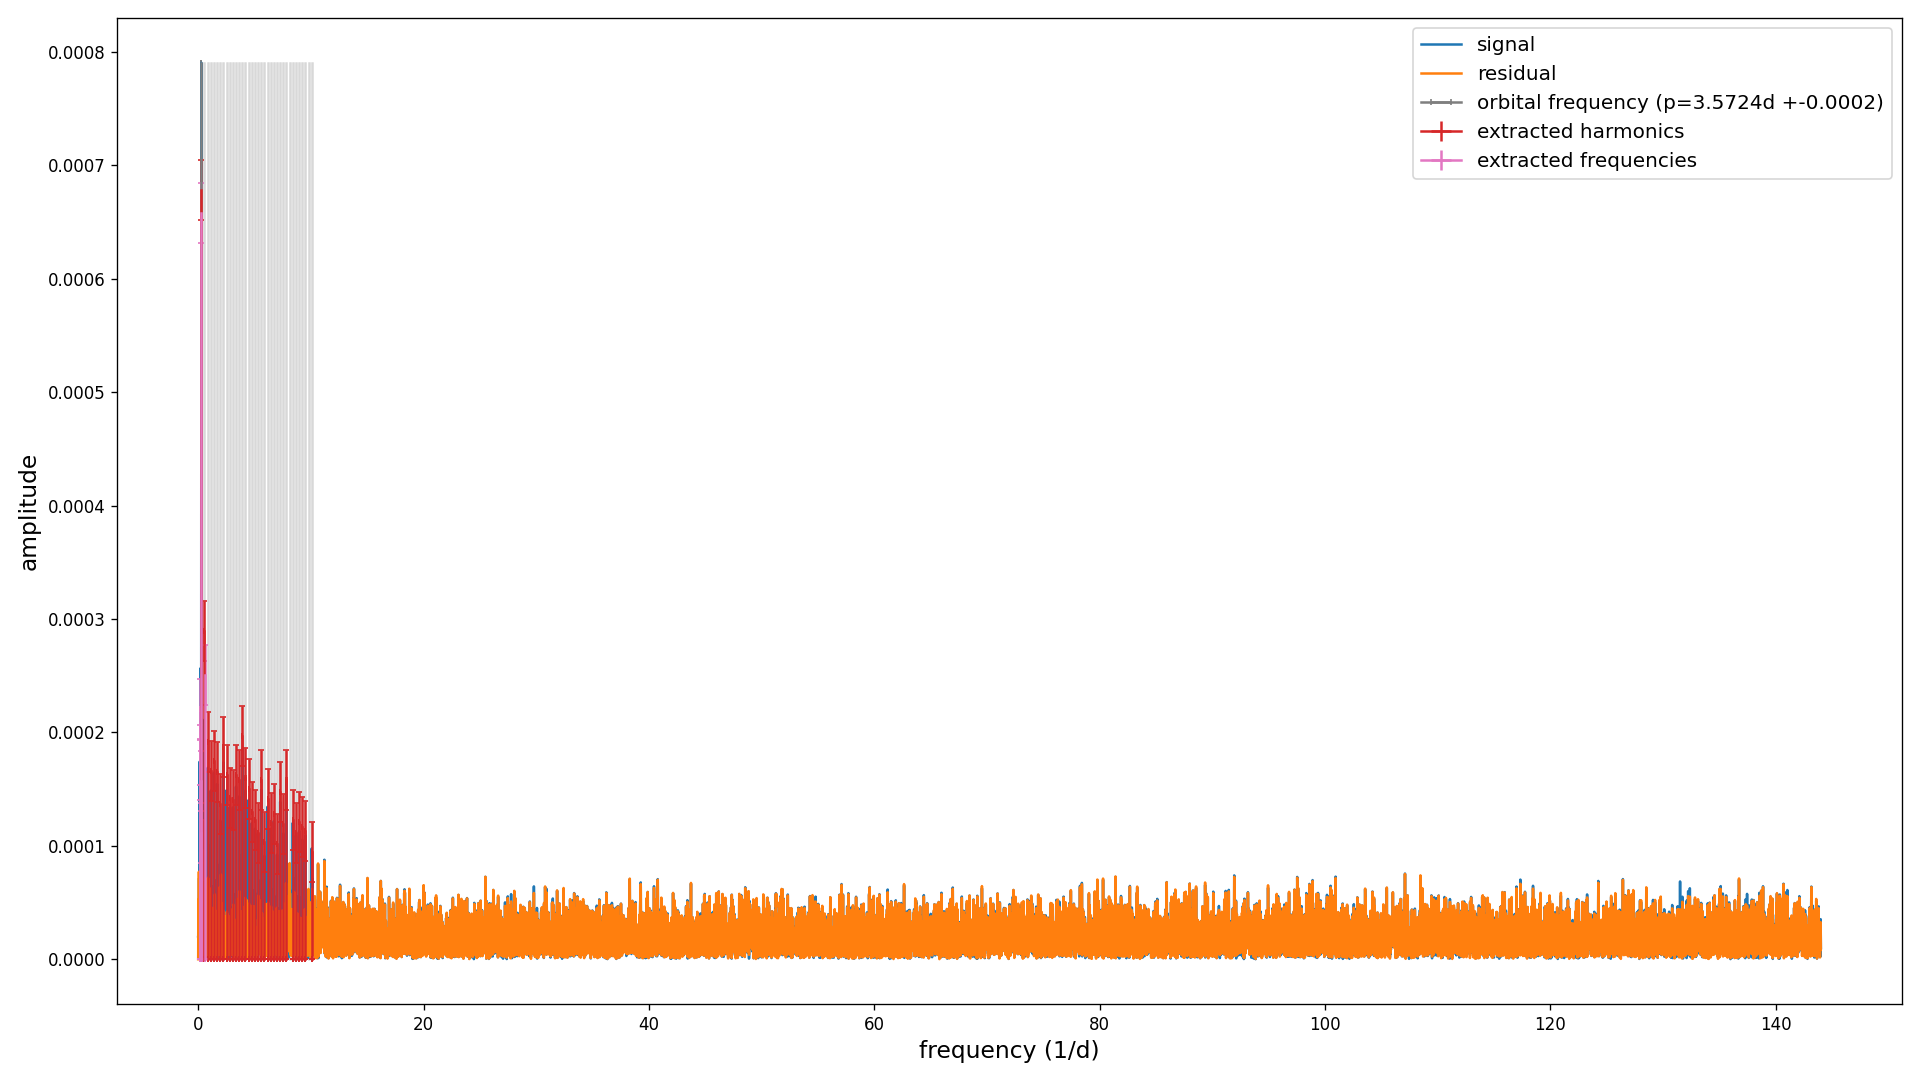 signal
residual
orbital frequency (p=3.5724d +-0.0002)
extracted harmonics
extracted frequencies
amplitude
0.0008
0.0007
0.0006
0.0005
0.0004
0.0003
0.0002
0.0001
0.0000
0 20 40 60 80 100 120 140
frequency (1/d)